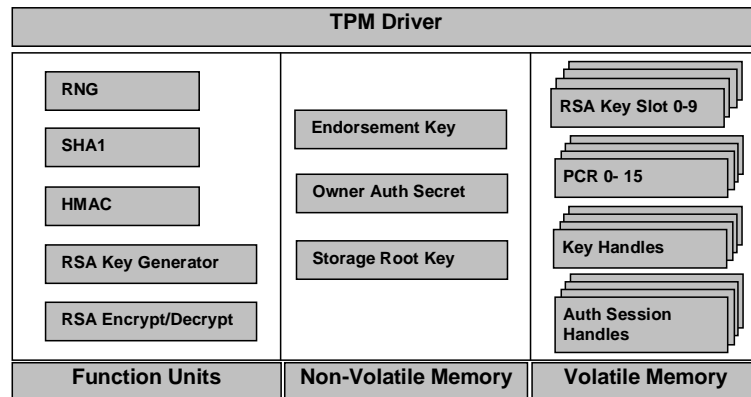 TPM Driver
RNG
SHA1
HMAC
RSA Key Generator
RSA Encrypt/Decrypt
Function Units
Endorsement Key
Owner Auth Secret
Storage Root Key
Non-Volatile Memory
RSA Key Slot 0-9
PCR 0- 15
Key Handles
Auth Session
Handles
Volatile Memory